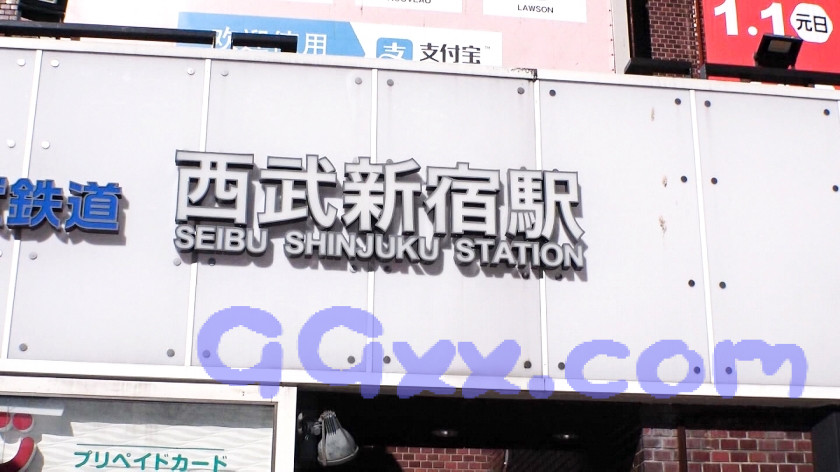 LAWSON
1.1 元日
支付宝
鉄道
西武新宿駅
SEIBU SHINJUKU STATION
GGxx.com
プリペイドカード